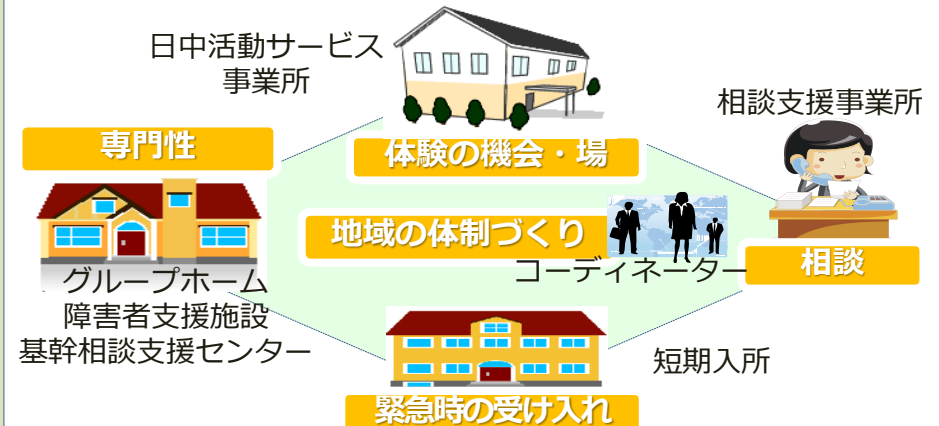 日中活動サービス
事業所
相談支援事業所
専門性
体験の機会・場
地域の体制づくり
コーディネーター
相談
グループホーム
障害者支援施設
基幹相談支援センター
短期入所
緊急時の受け入れ